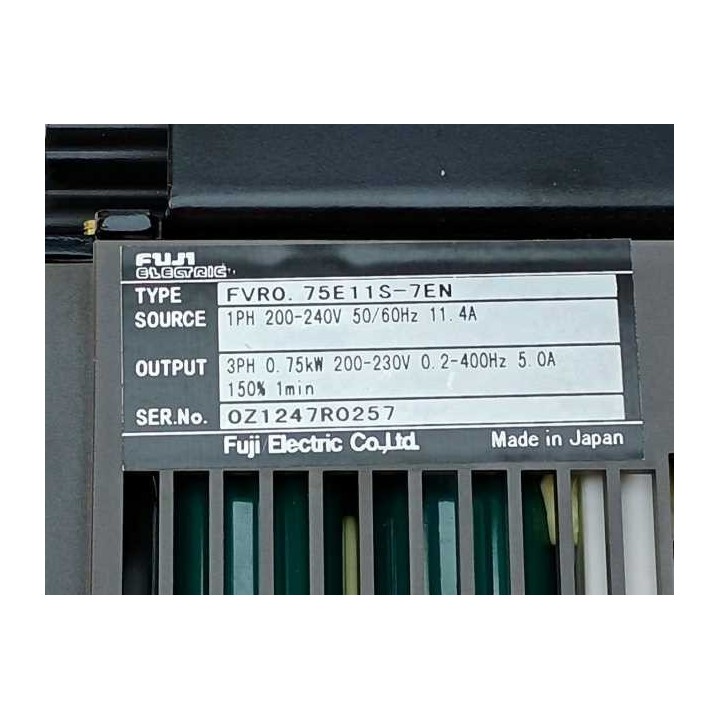 FUJI
ELECTRIC
TYPE FVR0.75E11S-7EN
SOURCE 1PH 200-240V 50/60Hz 11.4A
OUTPUT 3PH 0.75kW 200-230V 0.2-400Hz 5.0A
150% 1min
SER.No. 0Z1247R0257
Fuji Electric Co.,Ltd. Made in Japan